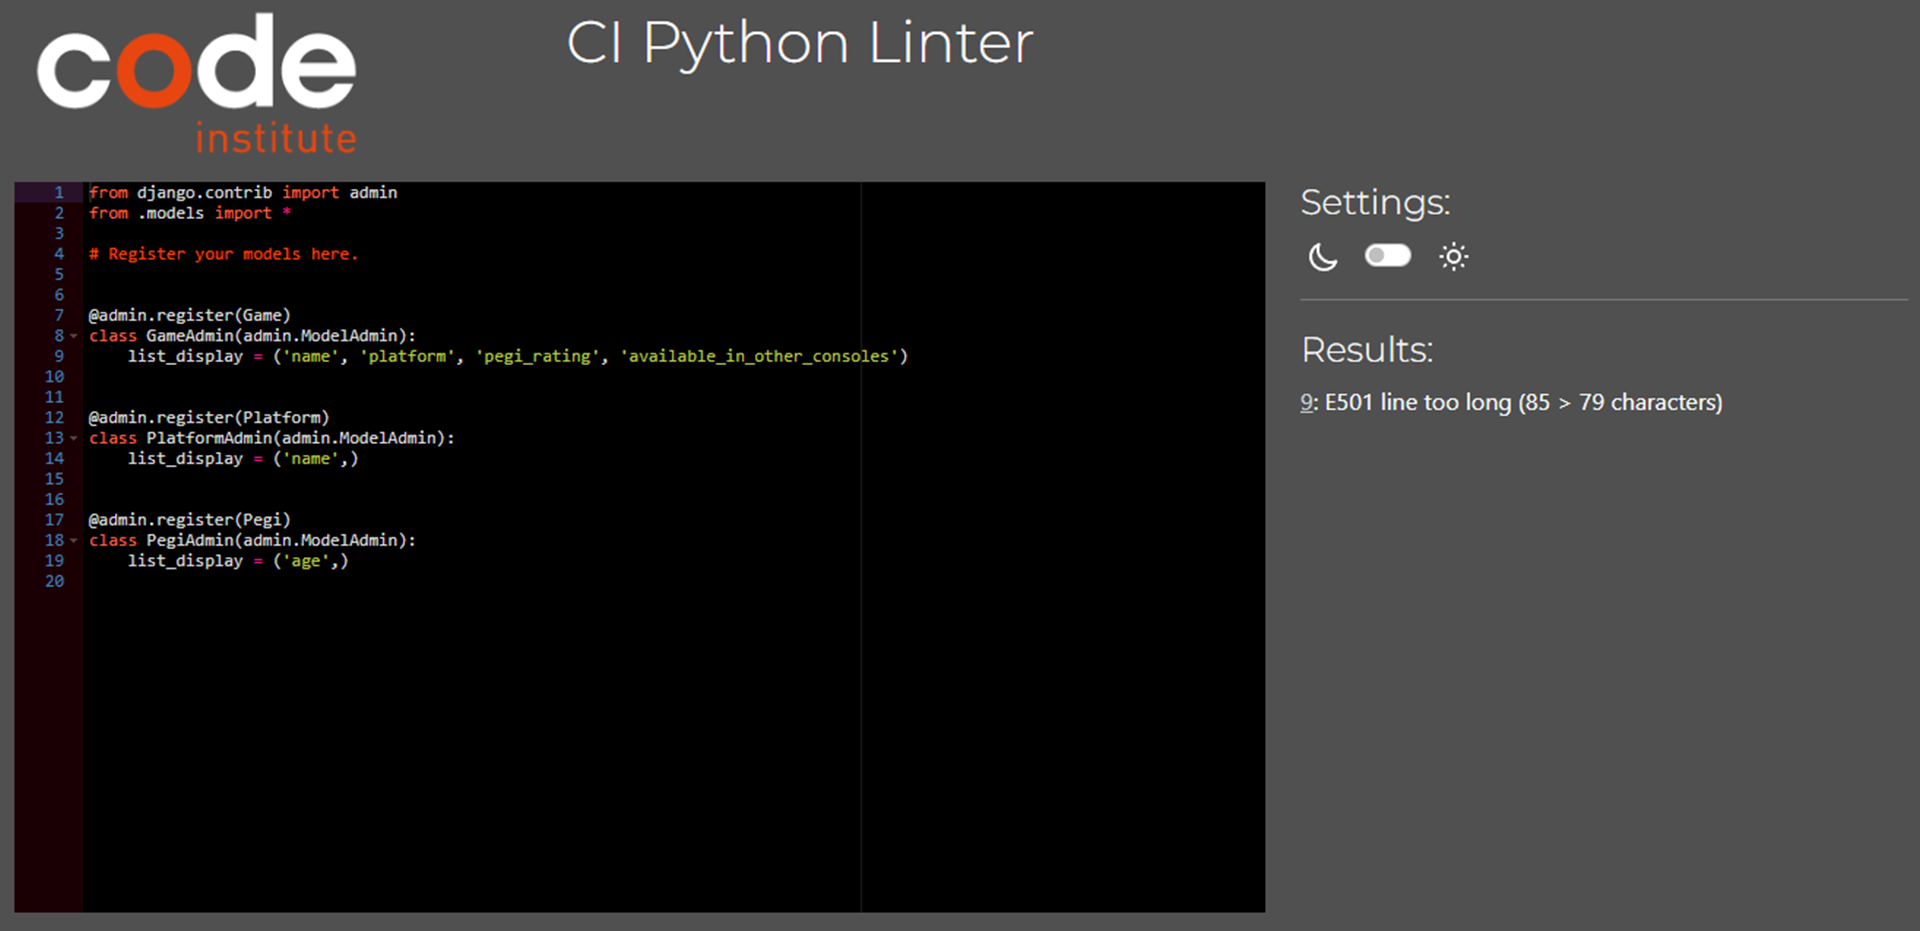 code
institute
CI Python Linter
1 from django.contrib import admin
2 from .models import *
3
4 # Register your models here.
5
6
7 @admin.register(Game)
8 class GameAdmin(admin.ModelAdmin):
9     list_display = ('name', 'platform', 'pegi_rating', 'available_in_other_consoles')
10
11
12 @admin.register(Platform)
13 class PlatformAdmin(admin.ModelAdmin):
14     list_display = ('name',)
15
16
17 @admin.register(Pegi)
18 class PegiAdmin(admin.ModelAdmin):
19     list_display = ('age',)
20
Settings:
Results:
9: E501 line too long (85 > 79 characters)